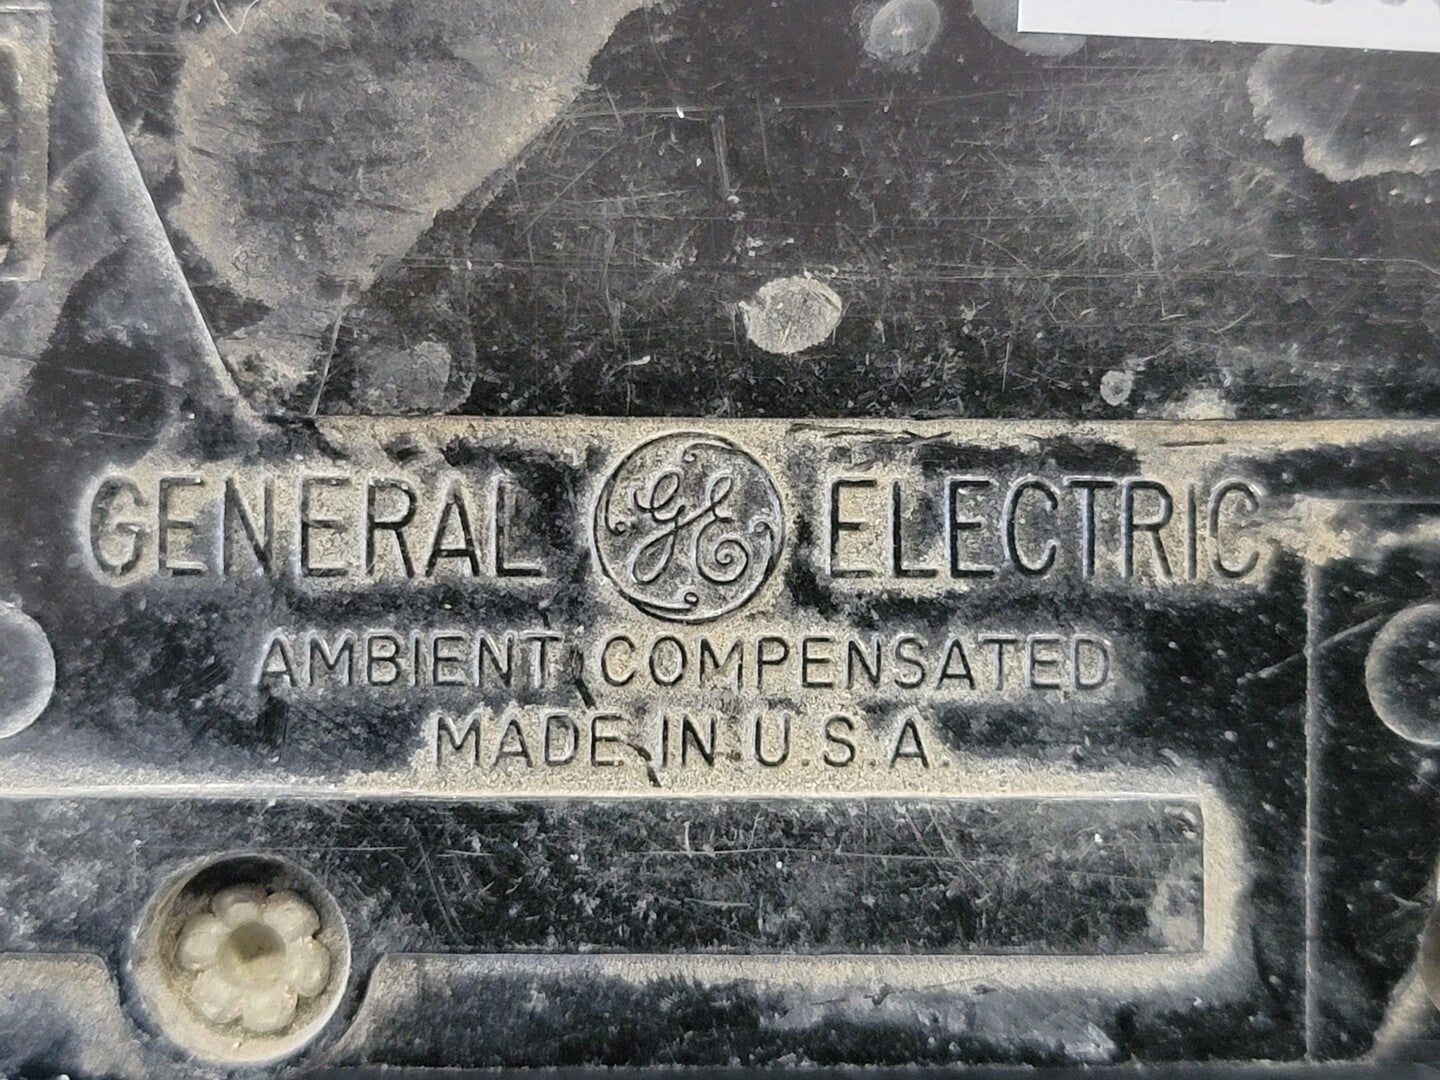 GENERAL GE ELECTRIC
AMBIENT COMPENSATED
MADE IN U.S.A.